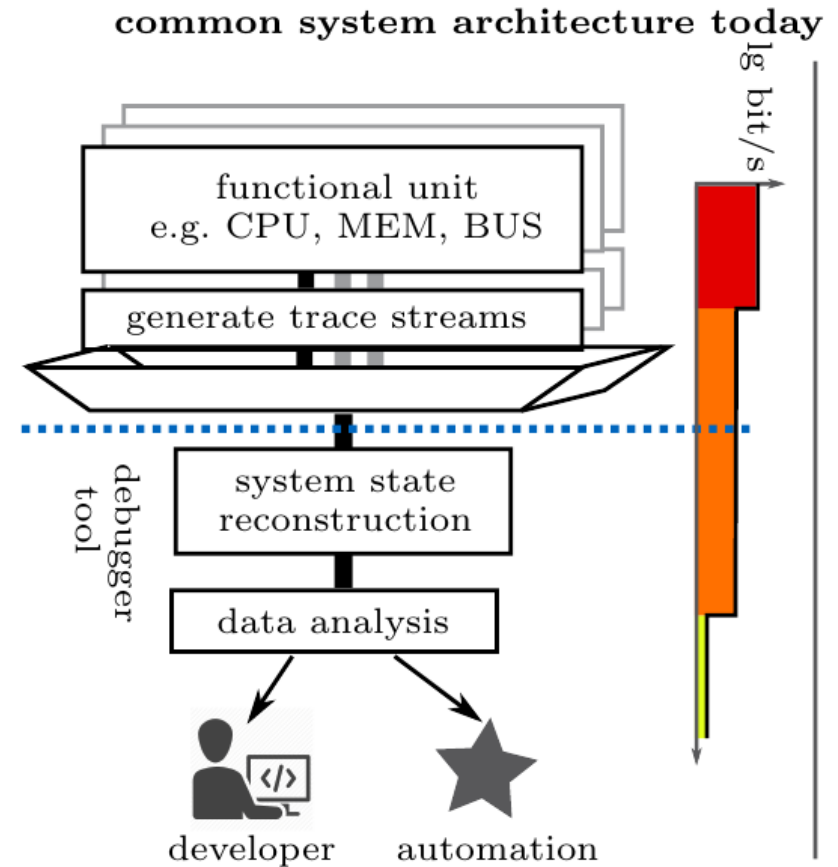 common system architecture today
lg bit/s
functional unit
e.g. CPU, MEM, BUS
generate trace streams
debugger
tool
system state
reconstruction
data analysis
</>
developer
automation